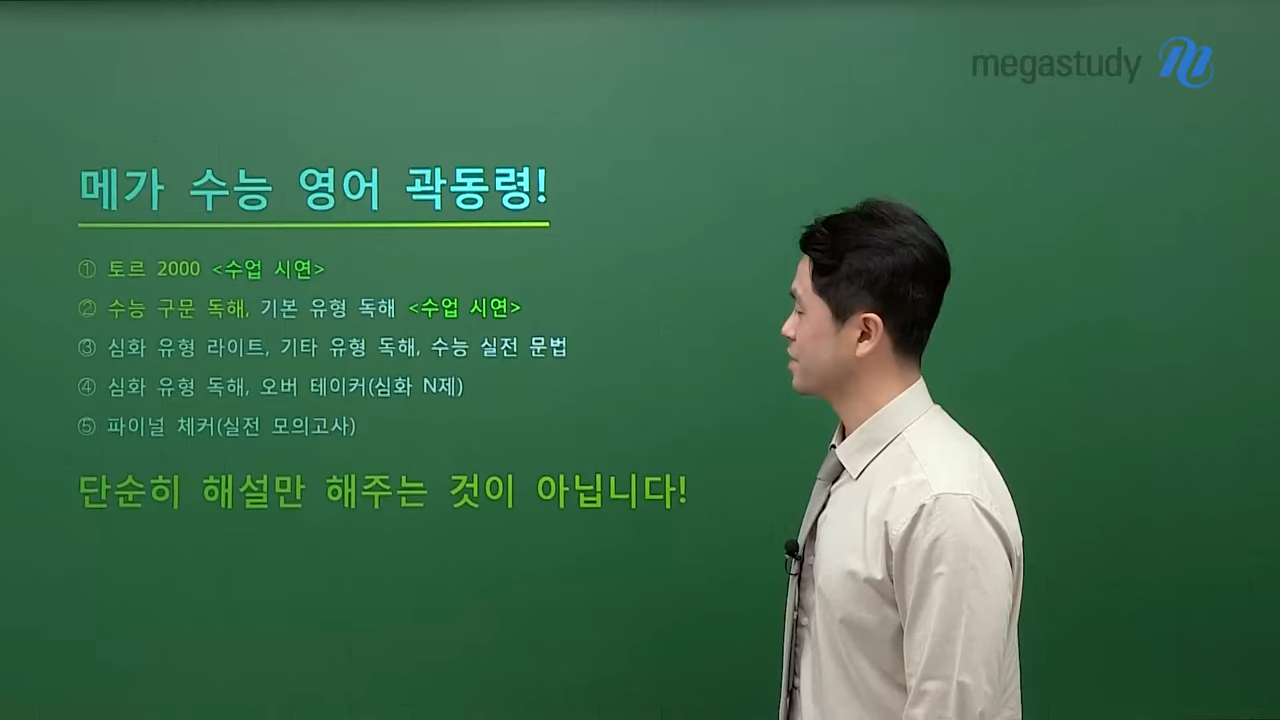 megastudy
메가 수능 영어 곽동령!
① 토르 2000 <수업 시연>
② 수능 구문 독해, 기본 유형 독해 <수업 시연>
③ 심화 유형 라이트, 기타 유형 독해, 수능 실전 문법
④ 심화 유형 독해, 오버 테이커(심화 N제)
⑤ 파이널 체커(실전 모의고사)
단순히 해설만 해주는 것이 아닙니다!